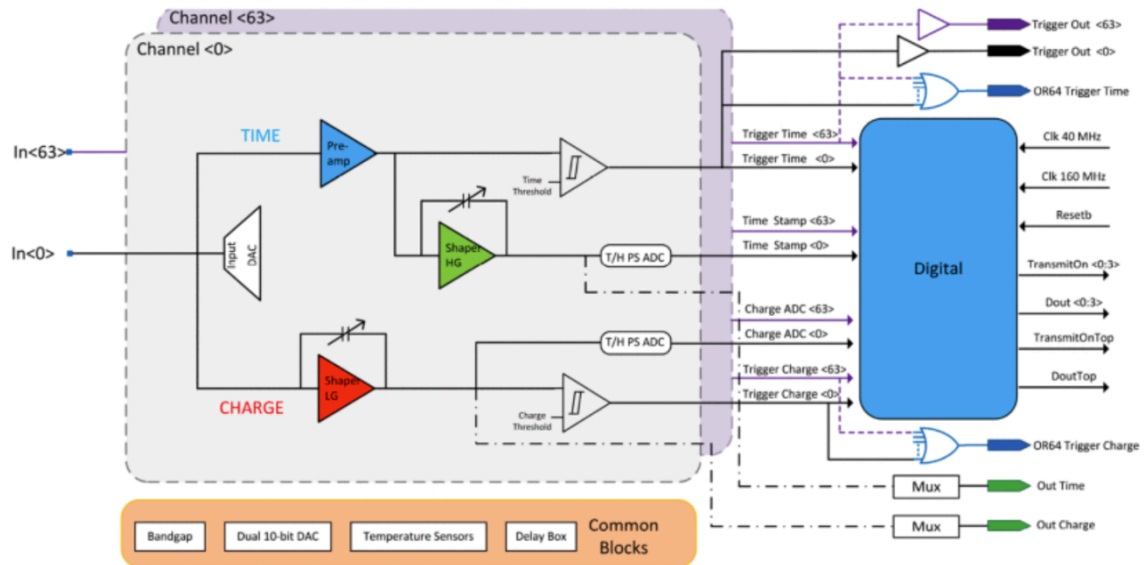 Channel <63>
Channel <0>
In<63>
In<0>
TIME
Pre-
amp
Time
Threshold
Input
DAC
Shaper
HG
T/H PS ADC
T/H PS ADC
Shaper
LG
CHARGE
Charge
Threshold
Trigger Time <63>
Trigger Time <0>
Time Stamp <63>
Time Stamp <0>
Charge ADC <63>
Charge ADC <0>
Trigger Charge <63>
Trigger Charge <0>
Digital
Trigger Out <63>
Trigger Out <0>
OR64 Trigger Time
Clk 40 MHz
Clk 160 MHz
Resetb
TransmitOn <0:3>
Dout <0:3>
TransmitOnTop
DoutTop
OR64 Trigger Charge
Mux
Out Time
Mux
Out Charge
Bandgap
Dual 10-bit DAC
Temperature Sensors
Delay Box
Common
Blocks